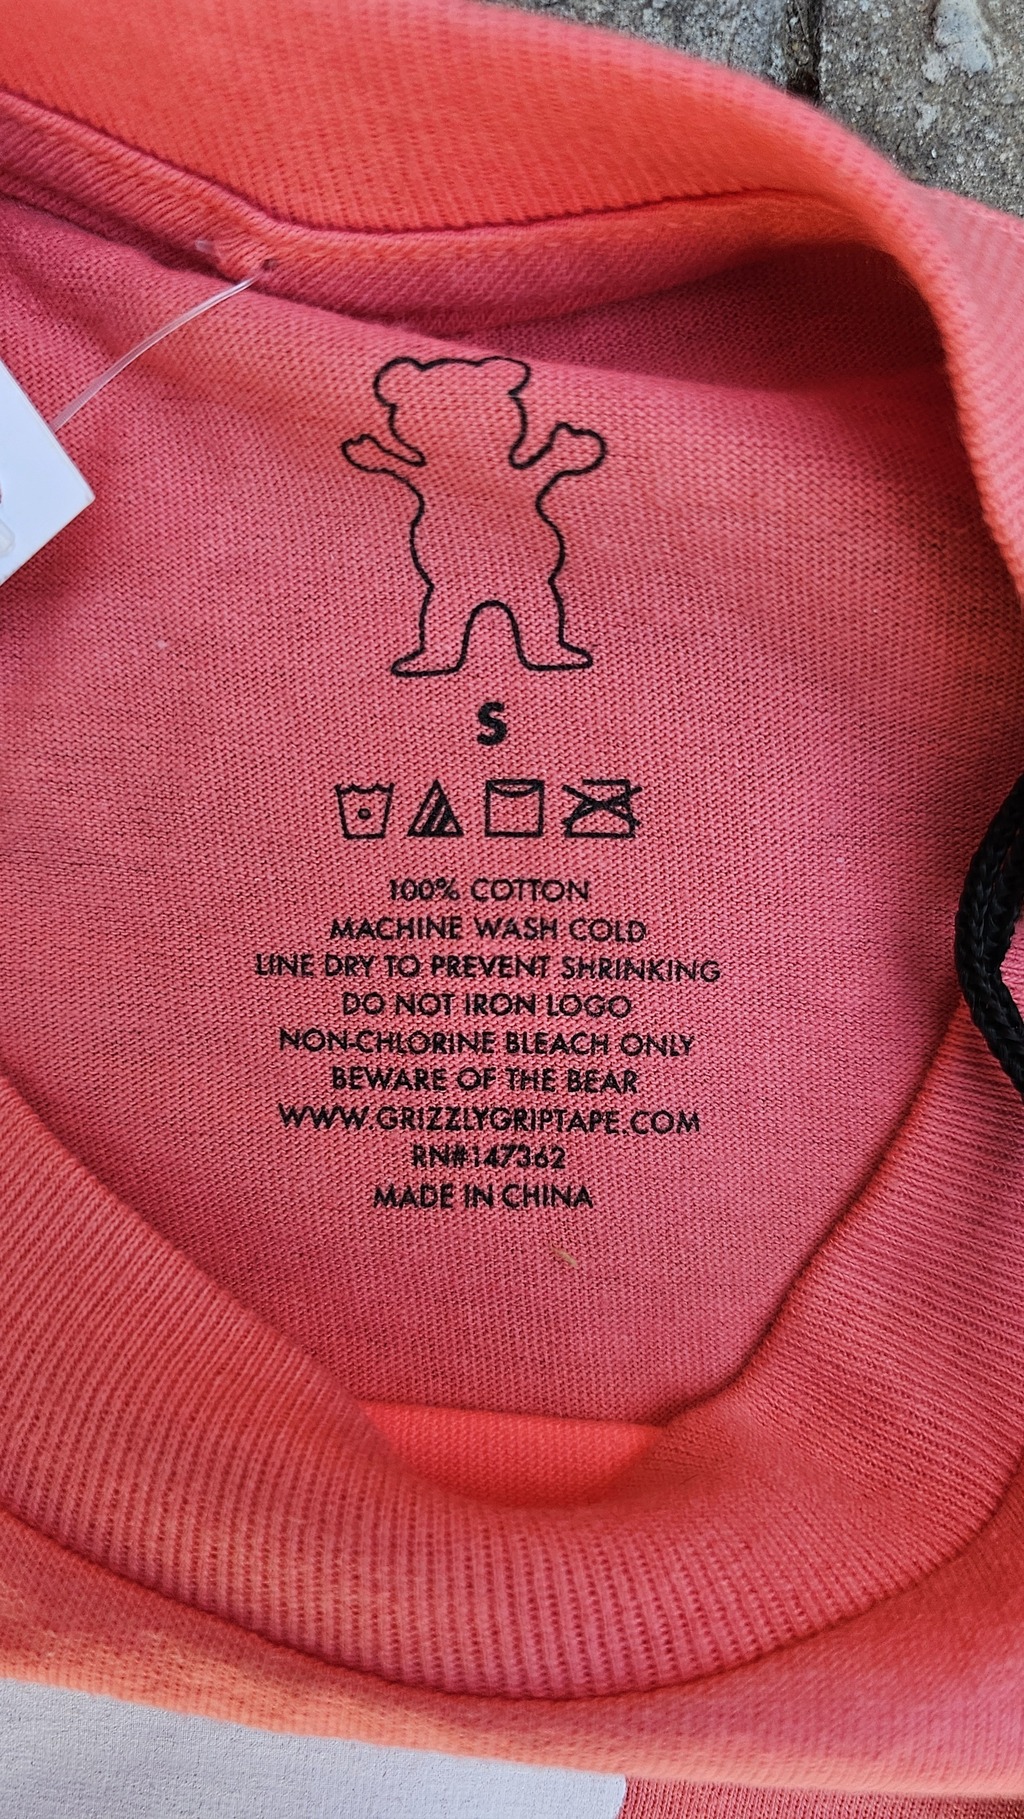 S
100% COTTON
MACHINE WASH COLD
LINE DRY TO PREVENT SHRINKING
DO NOT IRON LOGO
NON-CHLORINE BLEACH ONLY
BEWARE OF THE BEAR
WWW.GRIZZLYGRIPTAPE.COM
RN#147362
MADE IN CHINA